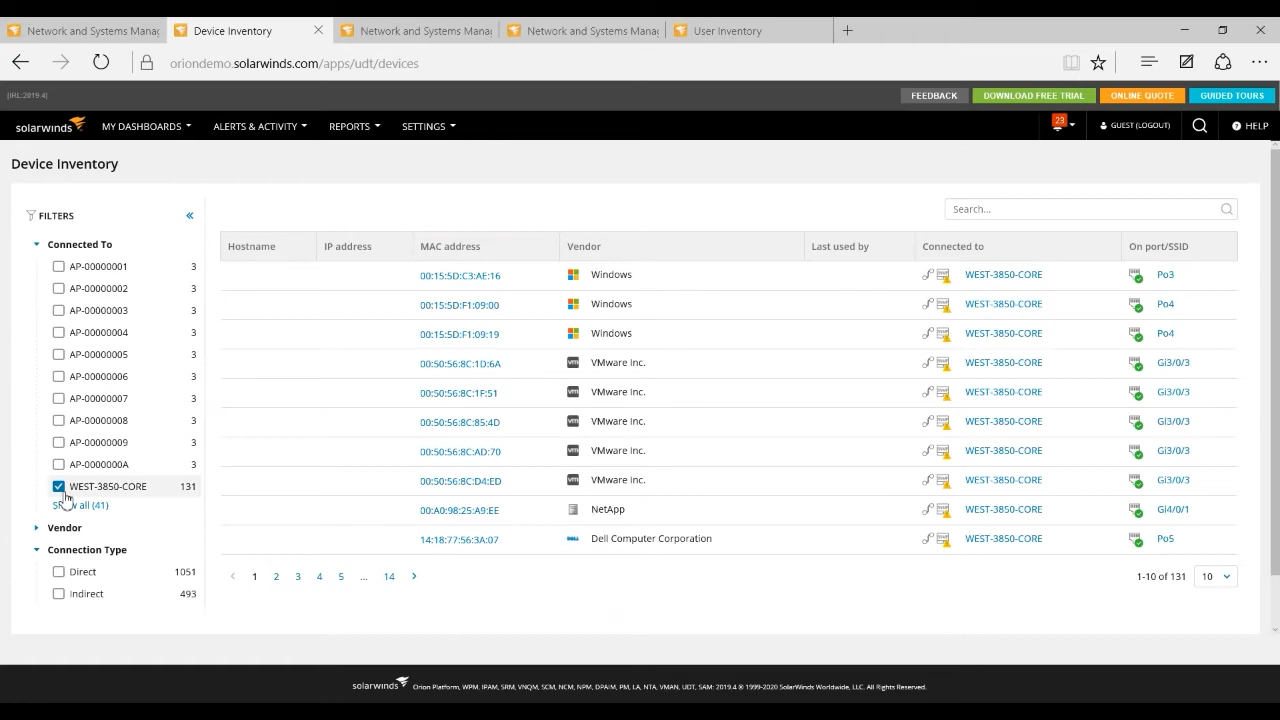 Network and Systems Manag
Device Inventory
Network and Systems Manag
Network and Systems Manag
User Inventory
oriondemo.solarwinds.com/apps/udt/devices
[IRL:2019.4]
FEEDBACK
DOWNLOAD FREE TRIAL
ONLINE QUOTE
GUIDED TOURS
solarwinds
MY DASHBOARDS
ALERTS & ACTIVITY
REPORTS
SETTINGS
23
GUEST (LOGOUT)
HELP
Device Inventory
FILTERS
Search...
Connected To
AP-00000001 3
AP-00000002 3
AP-00000003 3
AP-00000004 3
AP-00000005 3
AP-00000006 3
AP-00000007 3
AP-00000008 3
AP-00000009 3
AP-0000000A 3
WEST-3850-CORE 131
all (41)
Vendor
Connection Type
Direct 1051
Indirect 493
Hostname IP address MAC address Vendor Last used by Connected to On port/SSID
00:15:5D:C3:AE:16 Windows WEST-3850-CORE Po3
00:15:5D:F1:09:00 Windows WEST-3850-CORE Po4
00:15:5D:F1:09:19 Windows WEST-3850-CORE Po4
00:50:56:8C:1D:6A vm VMware Inc. WEST-3850-CORE Gi3/0/3
00:50:56:8C:1F:51 vm VMware Inc. WEST-3850-CORE Gi3/0/3
00:50:56:8C:85:4D vm VMware Inc. WEST-3850-CORE Gi3/0/3
00:50:56:8C:AD:70 vm VMware Inc. WEST-3850-CORE Gi3/0/3
00:50:56:8C:D4:ED vm VMware Inc. WEST-3850-CORE Gi3/0/3
00:A0:98:25:A9:EE NetApp WEST-3850-CORE Gi4/0/1
14:18:77:56:3A:07 Dell Computer Corporation WEST-3850-CORE Po5
1 2 3 4 5 ... 14
1-10 of 131 10
solarwinds Orion Platform, WPM, IPAM, SRM, VNQM, SCM, NCM, NPM, DPAIM, PM, LA, NTA, VMAN, UDT, SAM: 2019.4 © 1999-2020 SolarWinds Worldwide, LLC. All Rights Reserved.